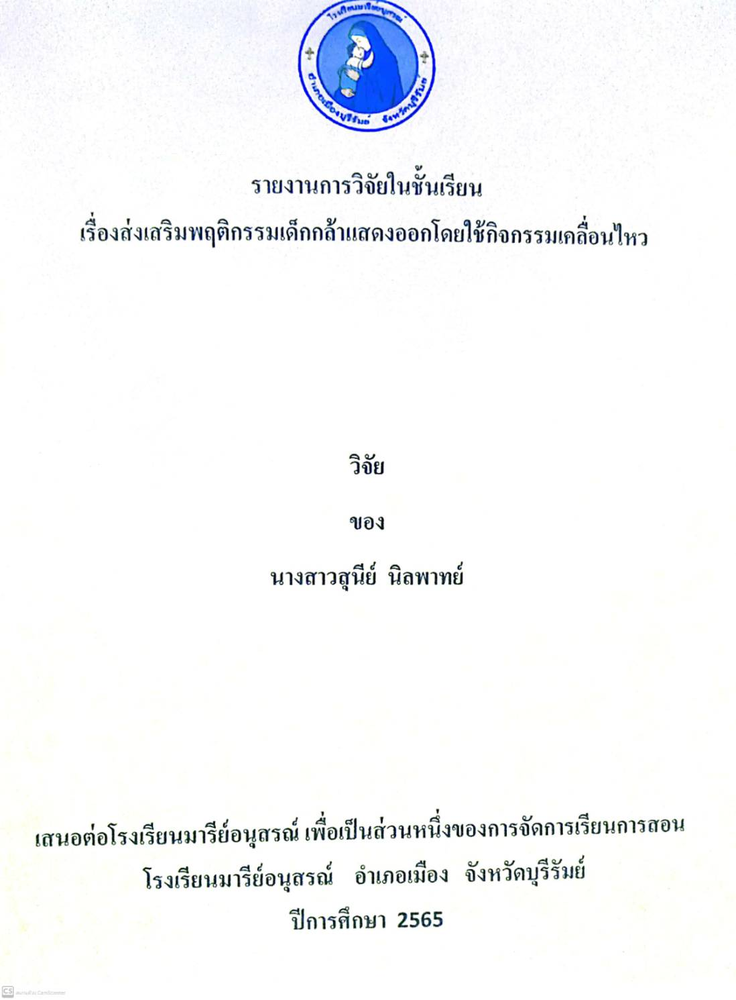 โรงเรียนมารีย์อนุสรณ์
อำเภอเมืองบุรีรัมย์ จังหวัดบุรีรัมย์
รายงานการวิจัยในชั้นเรียน
เรื่องส่งเสริมพฤติกรรมเด็กกล้าแสดงออกโดยใช้กิจกรรมเคลื่อนไหว
วิจัย
ของ
นางสาวสุนีย์ นิลพาทย์
เสนอต่อโรงเรียนมารีย์อนุสรณ์ เพื่อเป็นส่วนหนึ่งของการจัดการเรียนการสอน
โรงเรียนมารีย์อนุสรณ์ อำเภอเมือง จังหวัดบุรีรัมย์
ปีการศึกษา 2565
CS สแกนด้วย CamScanner